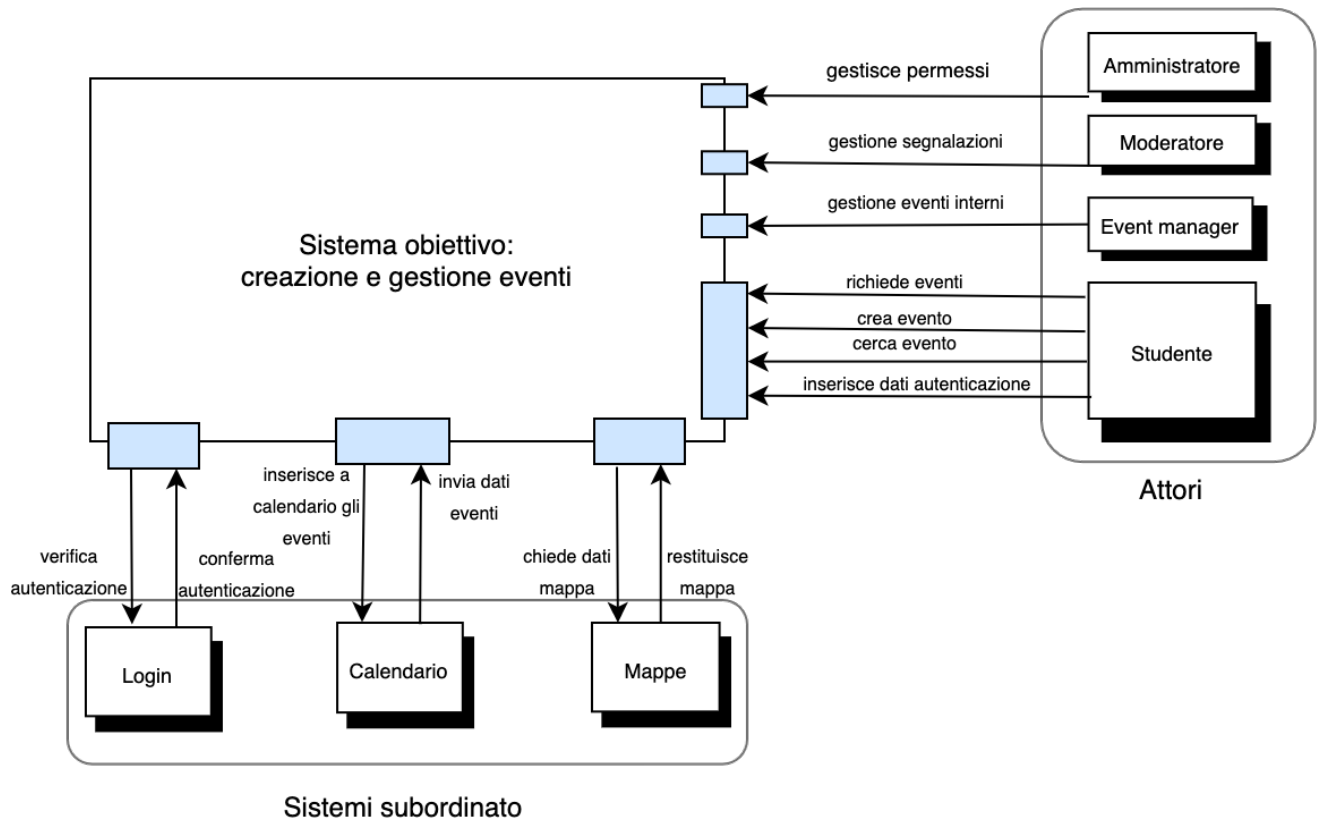 gestisce permessi
Amministratore
gestione segnalazioni
Moderatore
gestione eventi interni
Event manager
Sistema obiettivo:
creazione e gestione eventi
richiede eventi
crea evento
cerca evento
Studente
inserisce dati autenticazione
Attori
inserisce a
calendario gli
eventi
invia dati
eventi
verifica
autenticazione
conferma
autenticazione
chiede dati
mappa
restituisce
mappa
Login
Calendario
Mappe
Sistemi subordinato